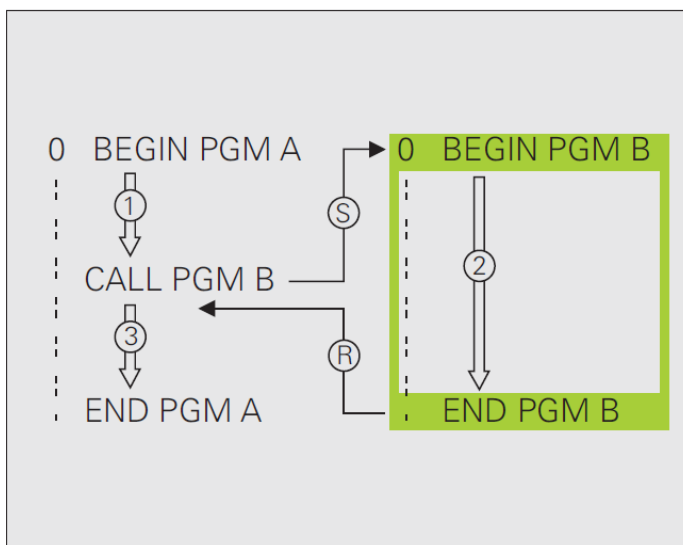 0 BEGIN PGM A
1
S
CALL PGM B
3
R
END PGM A
0 BEGIN PGM B
2
END PGM B